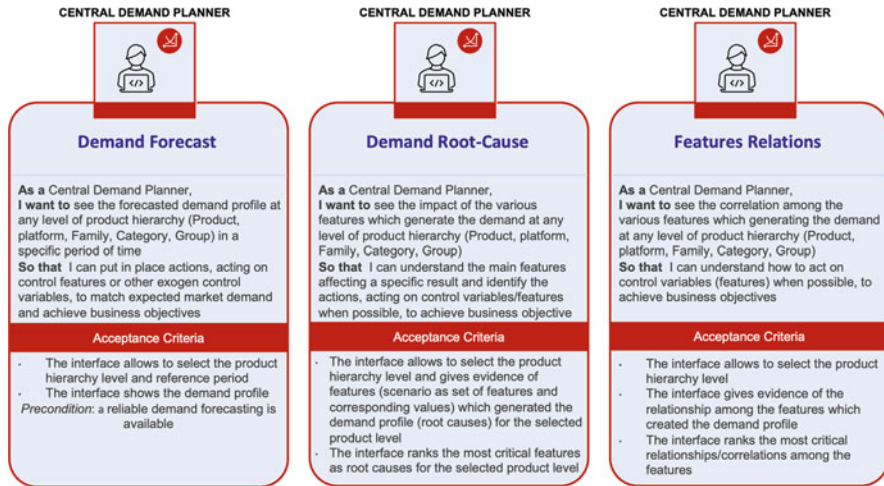 CENTRAL DEMAND PLANNER
Demand Forecast
As a Central Demand Planner,
I want to see the forecasted demand profile at
any level of product hierarchy (Product,
platform, Family, Category, Group) in a
specific period of time
So that I can put in place actions, acting on
control features or other exogen control
variables, to match expected market demand
and achieve business objectives
Acceptance Criteria
· The interface allows to select the product
hierarchy level and reference period
· The interface shows the demand profile
Precondition: a reliable demand forecasting is
available
CENTRAL DEMAND PLANNER
Demand Root-Cause
As a Central Demand Planner,
I want to see the impact of the various
features which generate the demand at any
level of product hierarchy (Product, platform,
Family, Category, Group)
So that I can understand the main features
affecting a specific result and identify the
actions, acting on control variables/features
when possible, to achieve business objective
Acceptance Criteria
· The interface allows to select the product
hierarchy level and gives evidence of
features (scenario as set of features and
corresponding values) which generated the
demand profile (root causes) for the
selected product level
· The interface ranks the most critical features
as root causes for the selected product level
CENTRAL DEMAND PLANNER
Features Relations
As a Central Demand Planner,
I want to see the correlation among the
various features which generating the demand
at any level of product hierarchy (Product,
platform, Family, Category, Group)
So that I can understand how to act on
control variables (features) when possible, to
achieve business objectives
Acceptance Criteria
· The interface allows to select the product
hierarchy level
· The interface gives evidence of the
relationship among the features which
created the demand profile
· The interface ranks the most critical
relationships/correlations among the
features